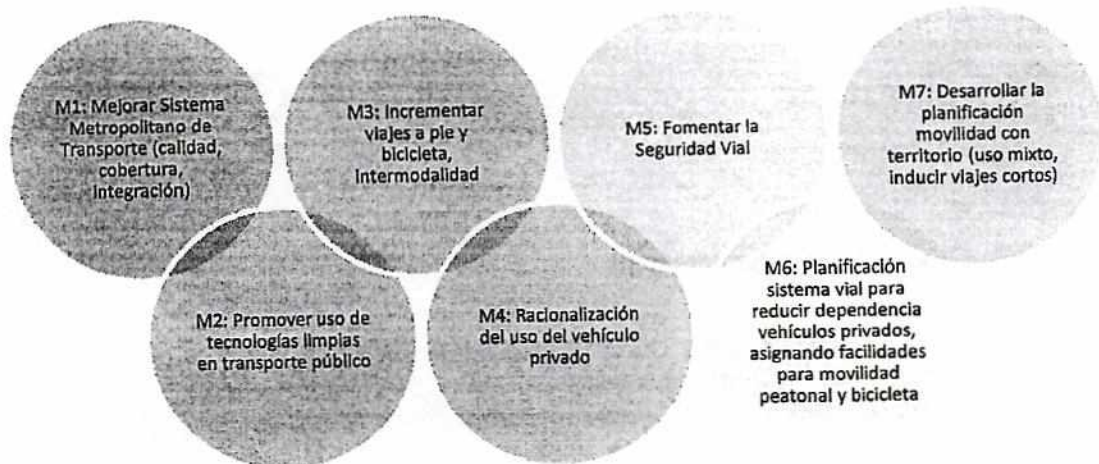 M1: Mejorar Sistema
Metropolitano de
Transporte (calidad,
cobertura,
integración)
M2: Promover uso de
tecnologías limpias
en transporte público
M3: Incrementar
viajes a pie y
bicicleta,
Intermodalidad
M4: Racionalización
del uso del vehículo
privado
M5: Fomentar la
Seguridad Vial
M6: Planificación
sistema vial para
reducir dependencia
vehículos privados,
asignando facilidades
para movilidad
peatonal y bicicleta
M7: Desarrollar la
planificación
movilidad con
territorio (uso mixto,
inducir viajes cortos)